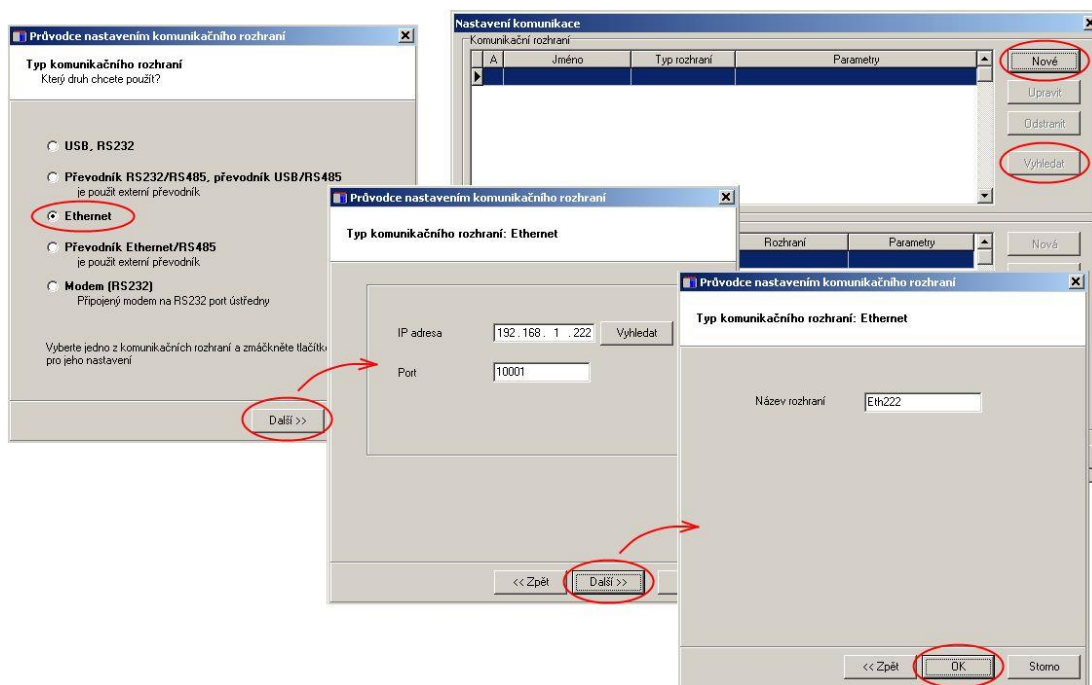 Průvodce nastavením komunikačního rozhraní
Typ komunikačního rozhraní
Který druh chcete použít?
USB, RS232
Převodník RS232/RS485, převodník USB/RS485
je použit externí převodník
Ethernet
Převodník Ethernet/RS485
je použit externí převodník
Modem (RS232)
Připojený modem na RS232 port ústředny
Vyberte jedno z komunikačních rozhraní a zmáčkněte tlačítko
pro jeho nastavení
Další >>
Nastavení komunikace
Komunikační rozhraní
A Jméno Typ rozhraní Parametry
Nové
Upravit
Odstranit
Vyhledat
Rozhraní Parametry
Nová
Průvodce nastavením komunikačního rozhraní
Typ komunikačního rozhraní: Ethernet
IP adresa 192.168. 1 .222 Vyhledat
Port 10001
<< Zpět Další >>
Průvodce nastavením komunikačního rozhraní
Typ komunikačního rozhraní: Ethernet
Název rozhraní Eth222
<< Zpět OK Storno